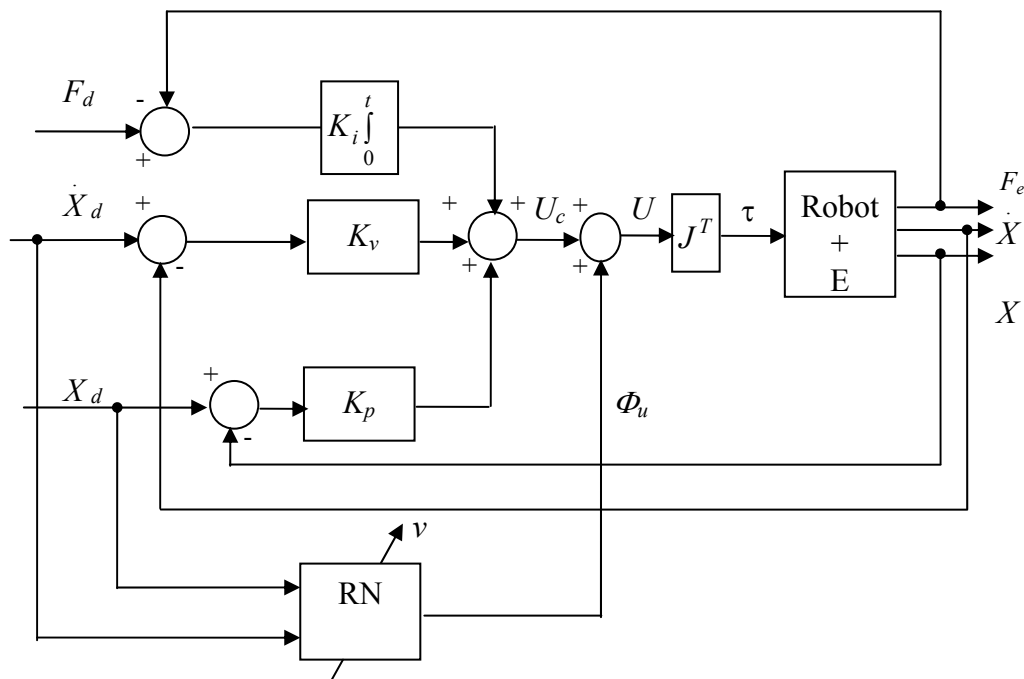 F_d
-
+
K_i ∫_0^t
Ẋ_d
+
-
K_v
+
+
+
U_c
+
+
U
J^T
τ
Robot
+
E
F_e
Ẋ
X
X_d
+
-
K_p
Φ_u
v
RN